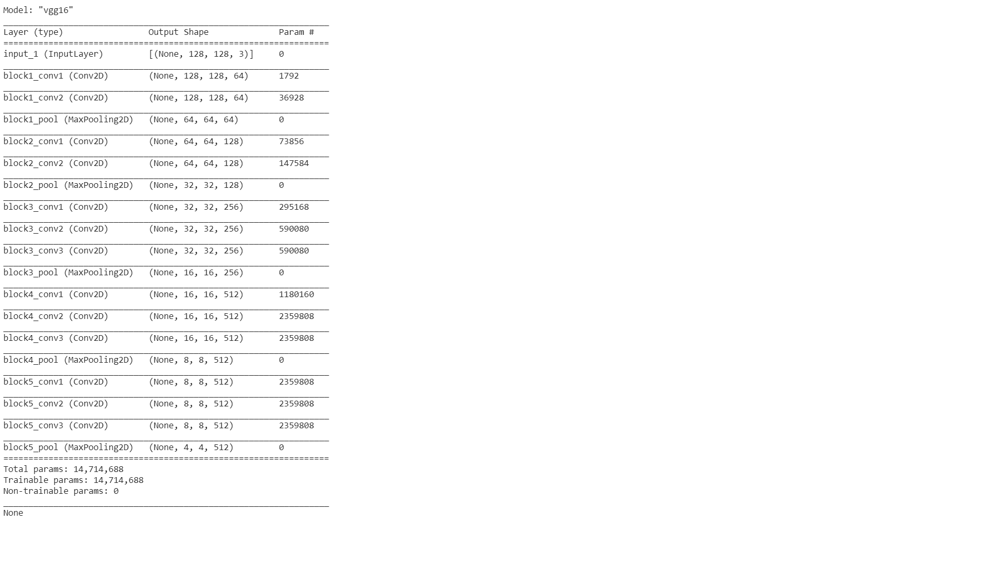 Model: "vgg16"
_________________________________________________________________
Layer (type)                 Output Shape              Param #
=================================================================
input_1 (InputLayer)         [(None, 128, 128, 3)]     0
_________________________________________________________________
block1_conv1 (Conv2D)        (None, 128, 128, 64)      1792
_________________________________________________________________
block1_conv2 (Conv2D)        (None, 128, 128, 64)      36928
_________________________________________________________________
block1_pool (MaxPooling2D)   (None, 64, 64, 64)        0
_________________________________________________________________
block2_conv1 (Conv2D)        (None, 64, 64, 128)       73856
_________________________________________________________________
block2_conv2 (Conv2D)        (None, 64, 64, 128)       147584
_________________________________________________________________
block2_pool (MaxPooling2D)   (None, 32, 32, 128)       0
_________________________________________________________________
block3_conv1 (Conv2D)        (None, 32, 32, 256)       295168
_________________________________________________________________
block3_conv2 (Conv2D)        (None, 32, 32, 256)       590080
_________________________________________________________________
block3_conv3 (Conv2D)        (None, 32, 32, 256)       590080
_________________________________________________________________
block3_pool (MaxPooling2D)   (None, 16, 16, 256)       0
_________________________________________________________________
block4_conv1 (Conv2D)        (None, 16, 16, 512)       1180160
_________________________________________________________________
block4_conv2 (Conv2D)        (None, 16, 16, 512)       2359808
_________________________________________________________________
block4_conv3 (Conv2D)        (None, 16, 16, 512)       2359808
_________________________________________________________________
block4_pool (MaxPooling2D)   (None, 8, 8, 512)         0
_________________________________________________________________
block5_conv1 (Conv2D)        (None, 8, 8, 512)         2359808
_________________________________________________________________
block5_conv2 (Conv2D)        (None, 8, 8, 512)         2359808
_________________________________________________________________
block5_conv3 (Conv2D)        (None, 8, 8, 512)         2359808
_________________________________________________________________
block5_pool (MaxPooling2D)   (None, 4, 4, 512)         0
=================================================================
Total params: 14,714,688
Trainable params: 14,714,688
Non-trainable params: 0
_________________________________________________________________
None